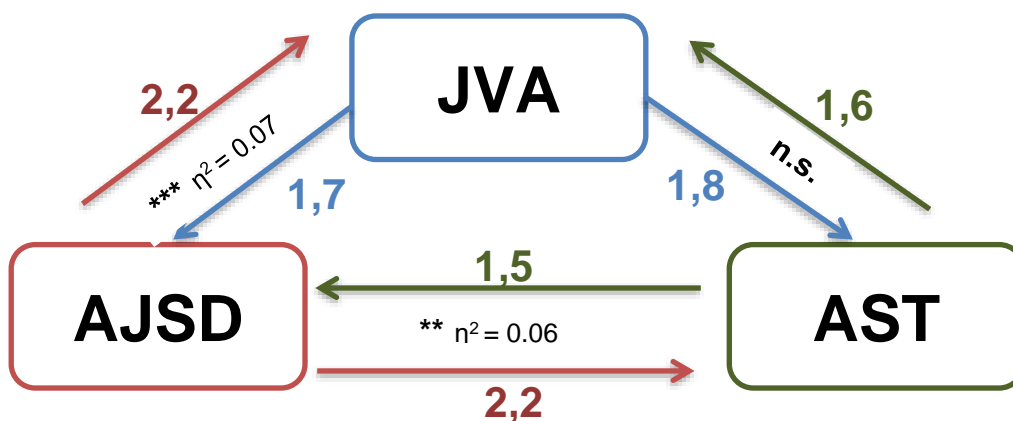 JVA
2,2
1,6
*** η² = 0.07
n.s.
1,7
1,8
AJSD
1,5
AST
** η² = 0.06
2,2